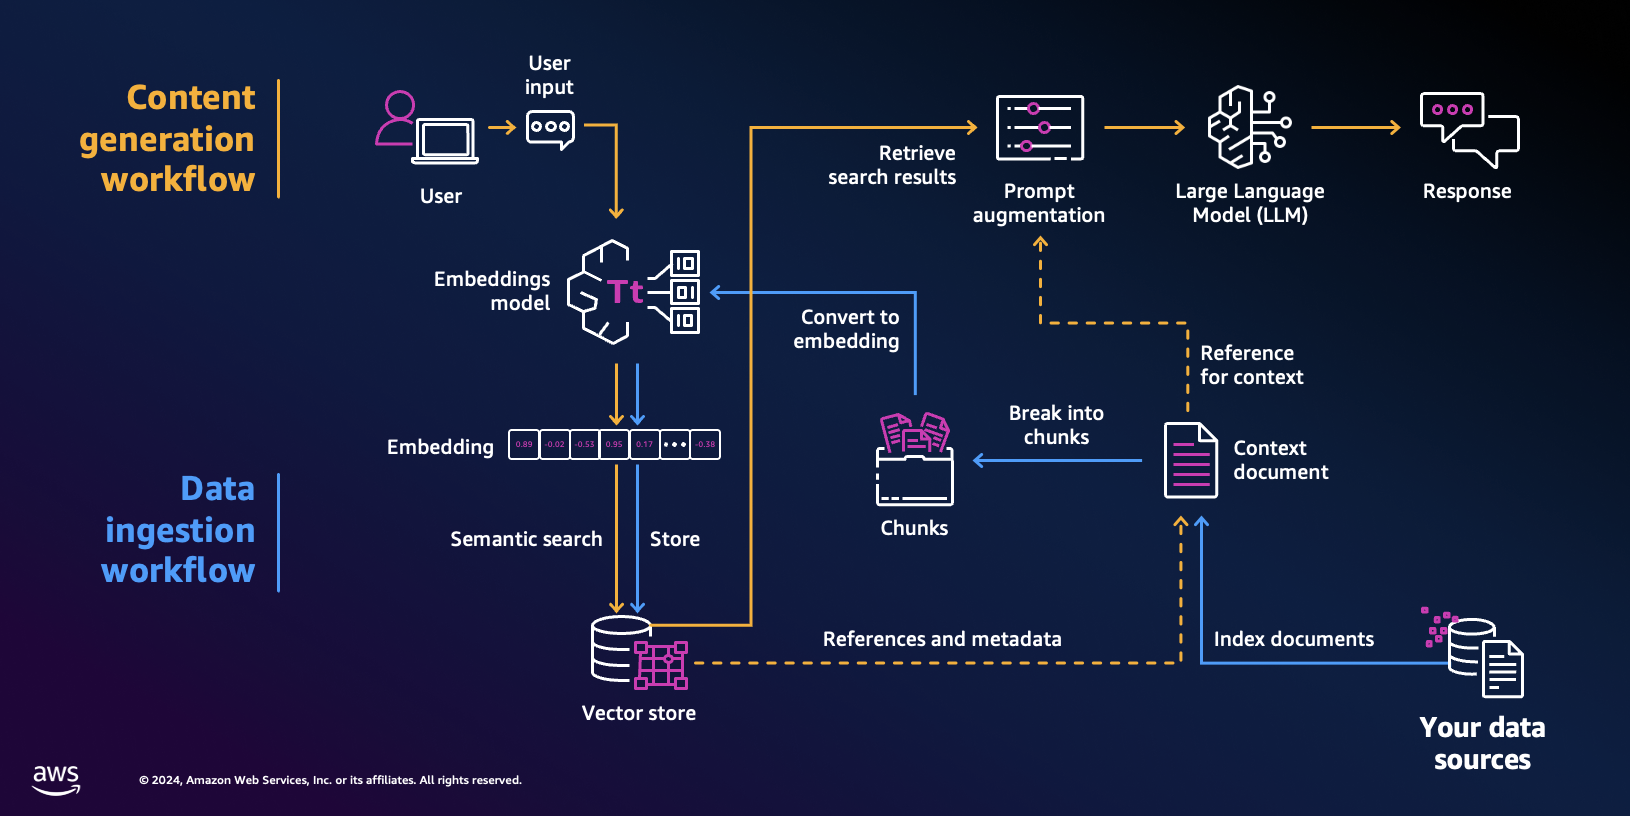 Content
generation
workflow
User
User
input
Retrieve
search results
Prompt
augmentation
Large Language
Model (LLM)
Response
Embeddings
model
Tt
10
01
10
Convert to
embedding
Reference
for context
Embedding
0.89
-0.02
-0.53
0.95
0.17
-0.38
Break into
chunks
Chunks
Context
document
Data
ingestion
workflow
Semantic search
Store
References and metadata
Index documents
Vector store
Your data
sources
aws
© 2024, Amazon Web Services, Inc. or its affiliates. All rights reserved.